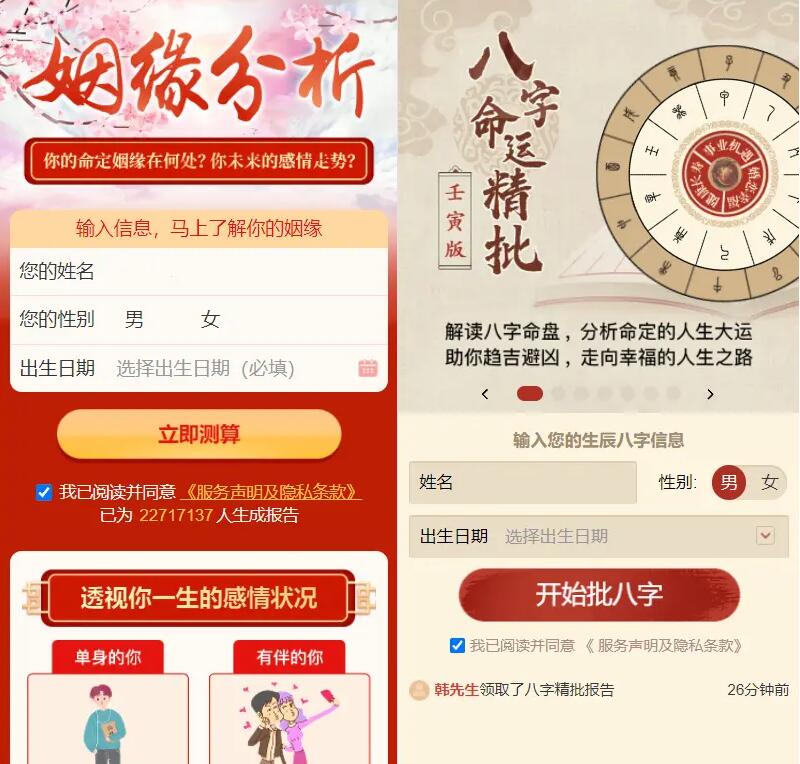 姻缘分析
你的命定姻缘在何处?你未来的感情走势?
输入信息，马上了解你的姻缘
您的姓名
您的性别 男 女
出生日期 选择出生日期 (必填)
立即测算
我已阅读并同意 《服务声明及隐私条款》
已为 22717137 人生成报告
透视你一生的感情状况
单身的你 有伴的你
八字
命运
精批
壬寅版
事业机遇
婚恋幸福
健康长寿
解读八字命盘，分析命定的人生大运
助你趋吉避凶，走向幸福的人生之路
输入您的生辰八字信息
姓名 性别: 男 女
出生日期 选择出生日期
开始批八字
我已阅读并同意 《 服务声明及隐私条款》
韩先生领取了八字精批报告 26分钟前